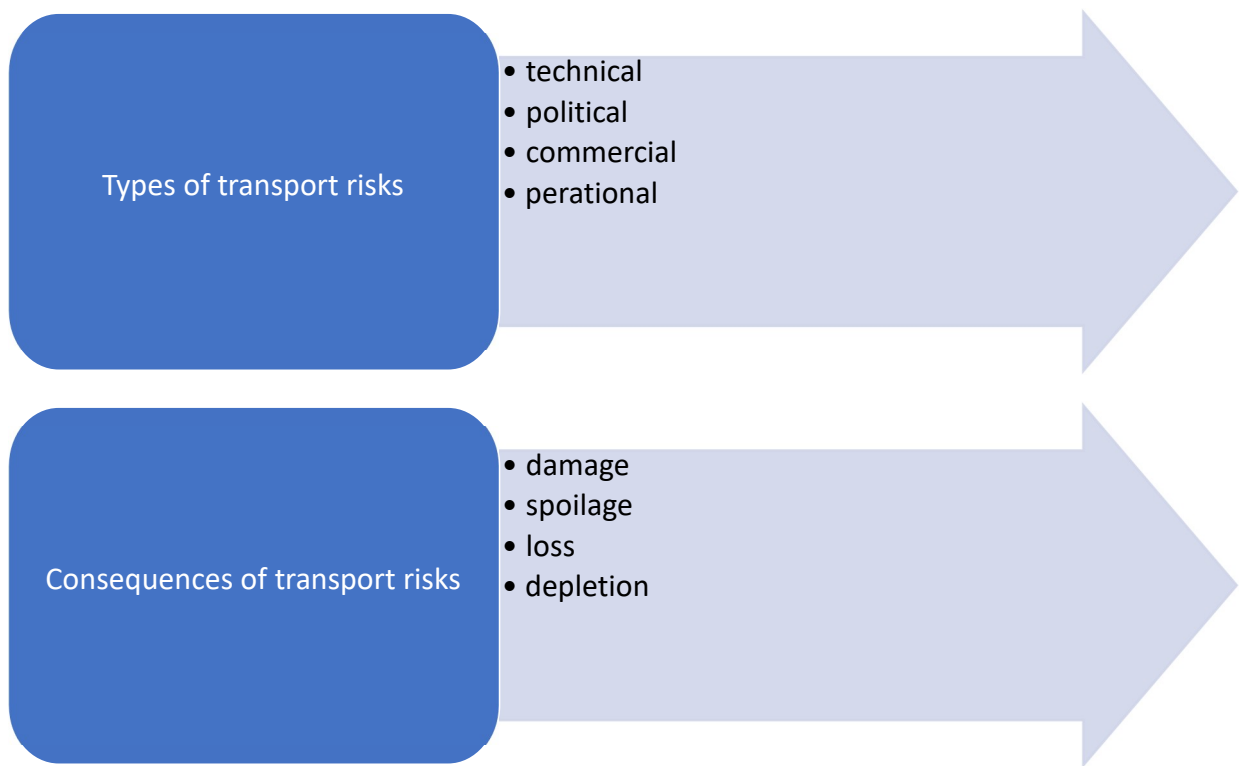 Types of transport risks
• technical
• political
• commercial
• perational
Consequences of transport risks
• damage
• spoilage
• loss
• depletion